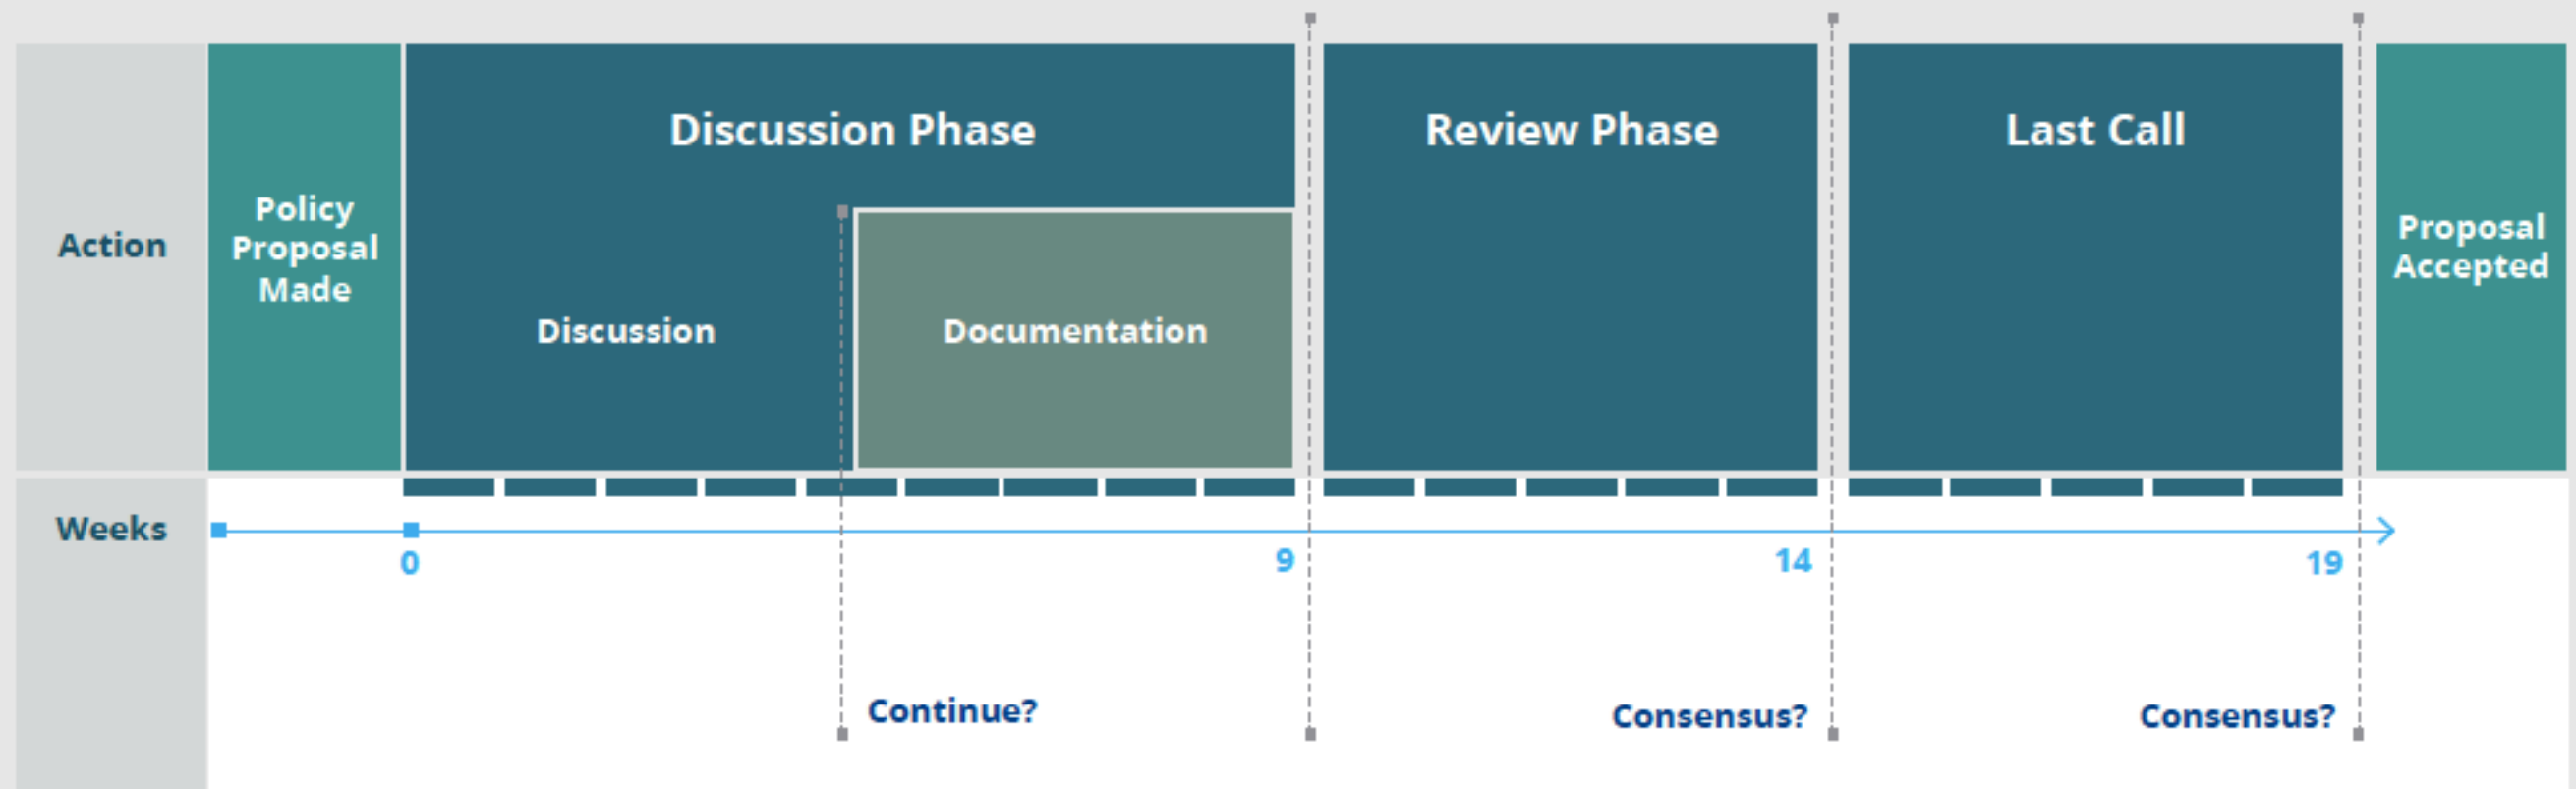 Discussion Phase
Review Phase
Last Call
Action
Policy
Proposal
Made
Discussion
Documentation
Proposal
Accepted
Weeks
0
9
14
19
Continue?
Consensus?
Consensus?